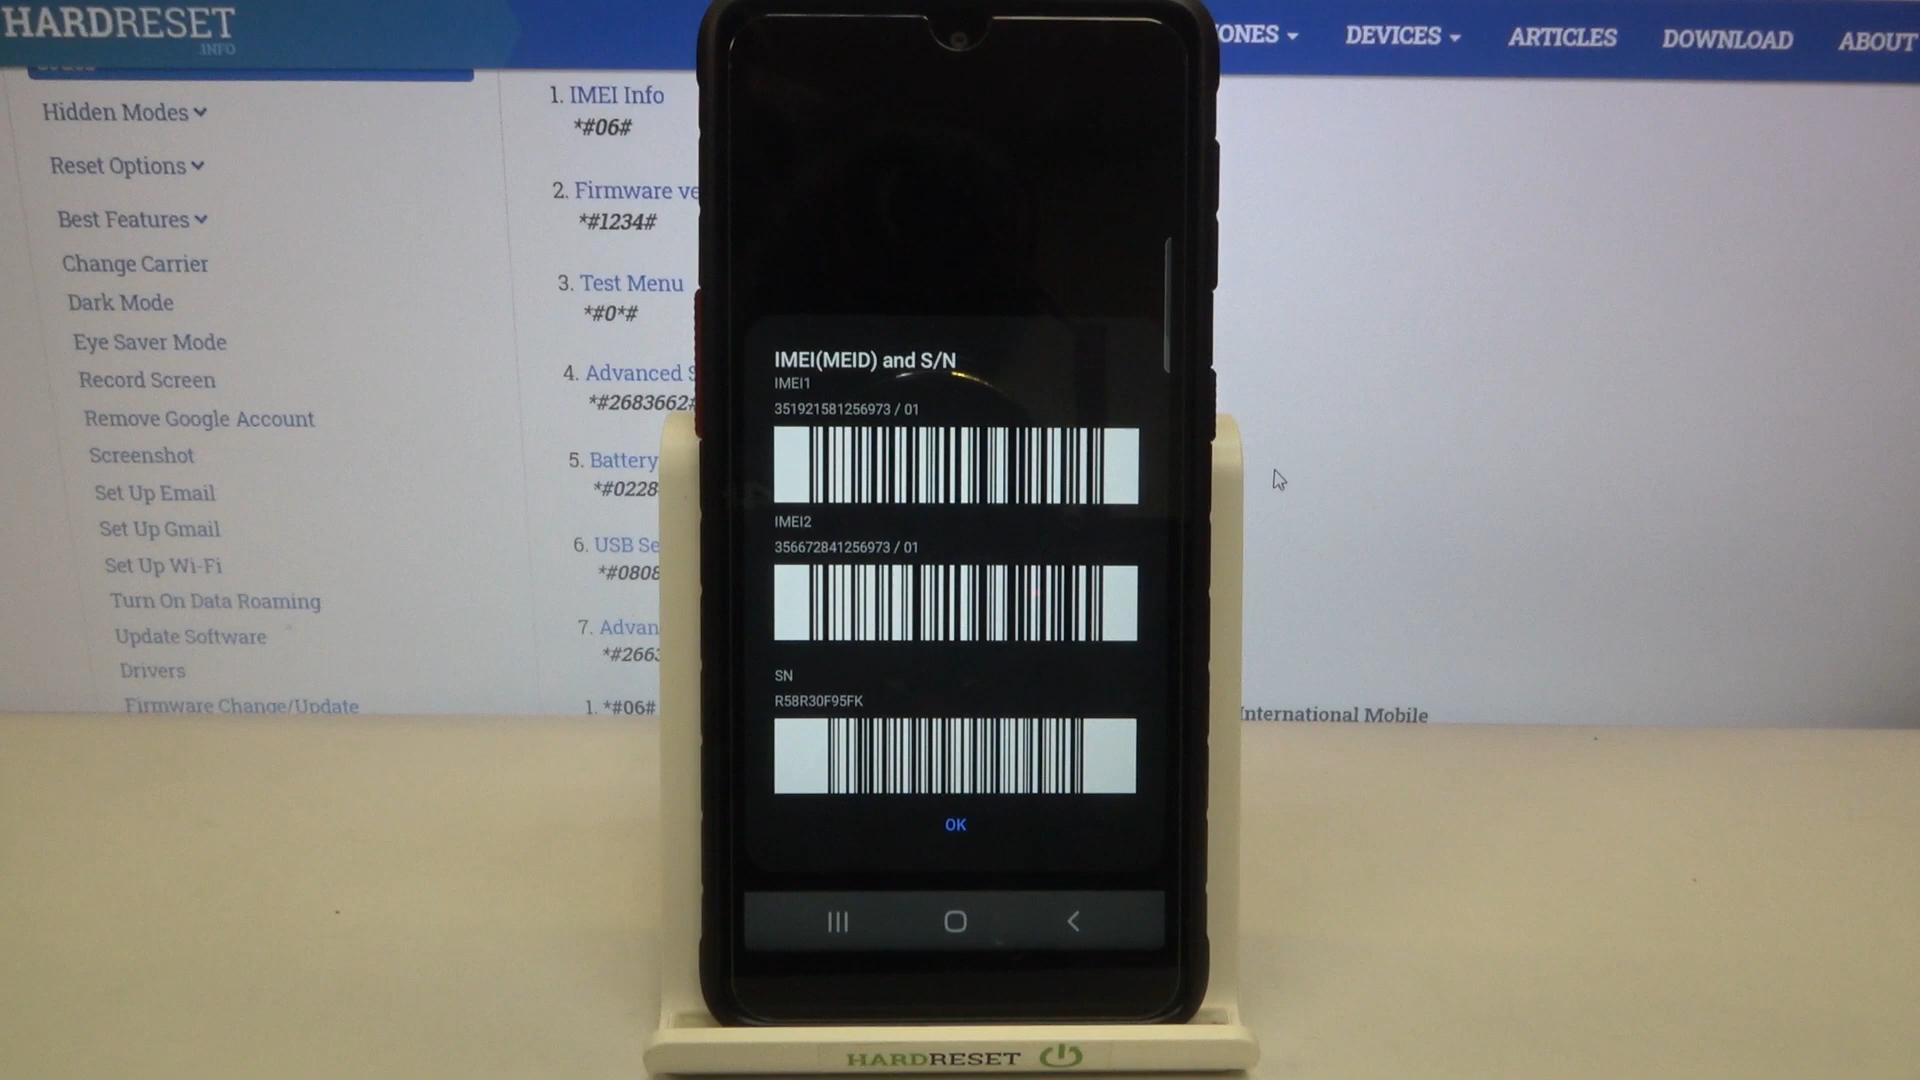 HARDRESET
.INFO
DEVICES
ARTICLES
DOWNLOAD
ABOUT
Hidden Modes
Reset Options
Best Features
Change Carrier
Dark Mode
Eye Saver Mode
Record Screen
Remove Google Account
Screenshot
Set Up Email
Set Up Gmail
Set Up Wi-Fi
Turn On Data Roaming
Update Software
Drivers
Firmware Change/Update
1. IMEI Info
*#06#
2. Firmware
*#1234#
3. Test Menu
*#0*#
4. Advanced
*#2683662#
5. Battery
*#0228
6. USB
*#0808
7.
*#266
1. *#06#
International Mobile
IMEI(MEID) and S/N
IMEI1
351921581256973 / 01
IMEI2
356672841256973 / 01
SN
R58R30F95FK
OK
HARDRESET